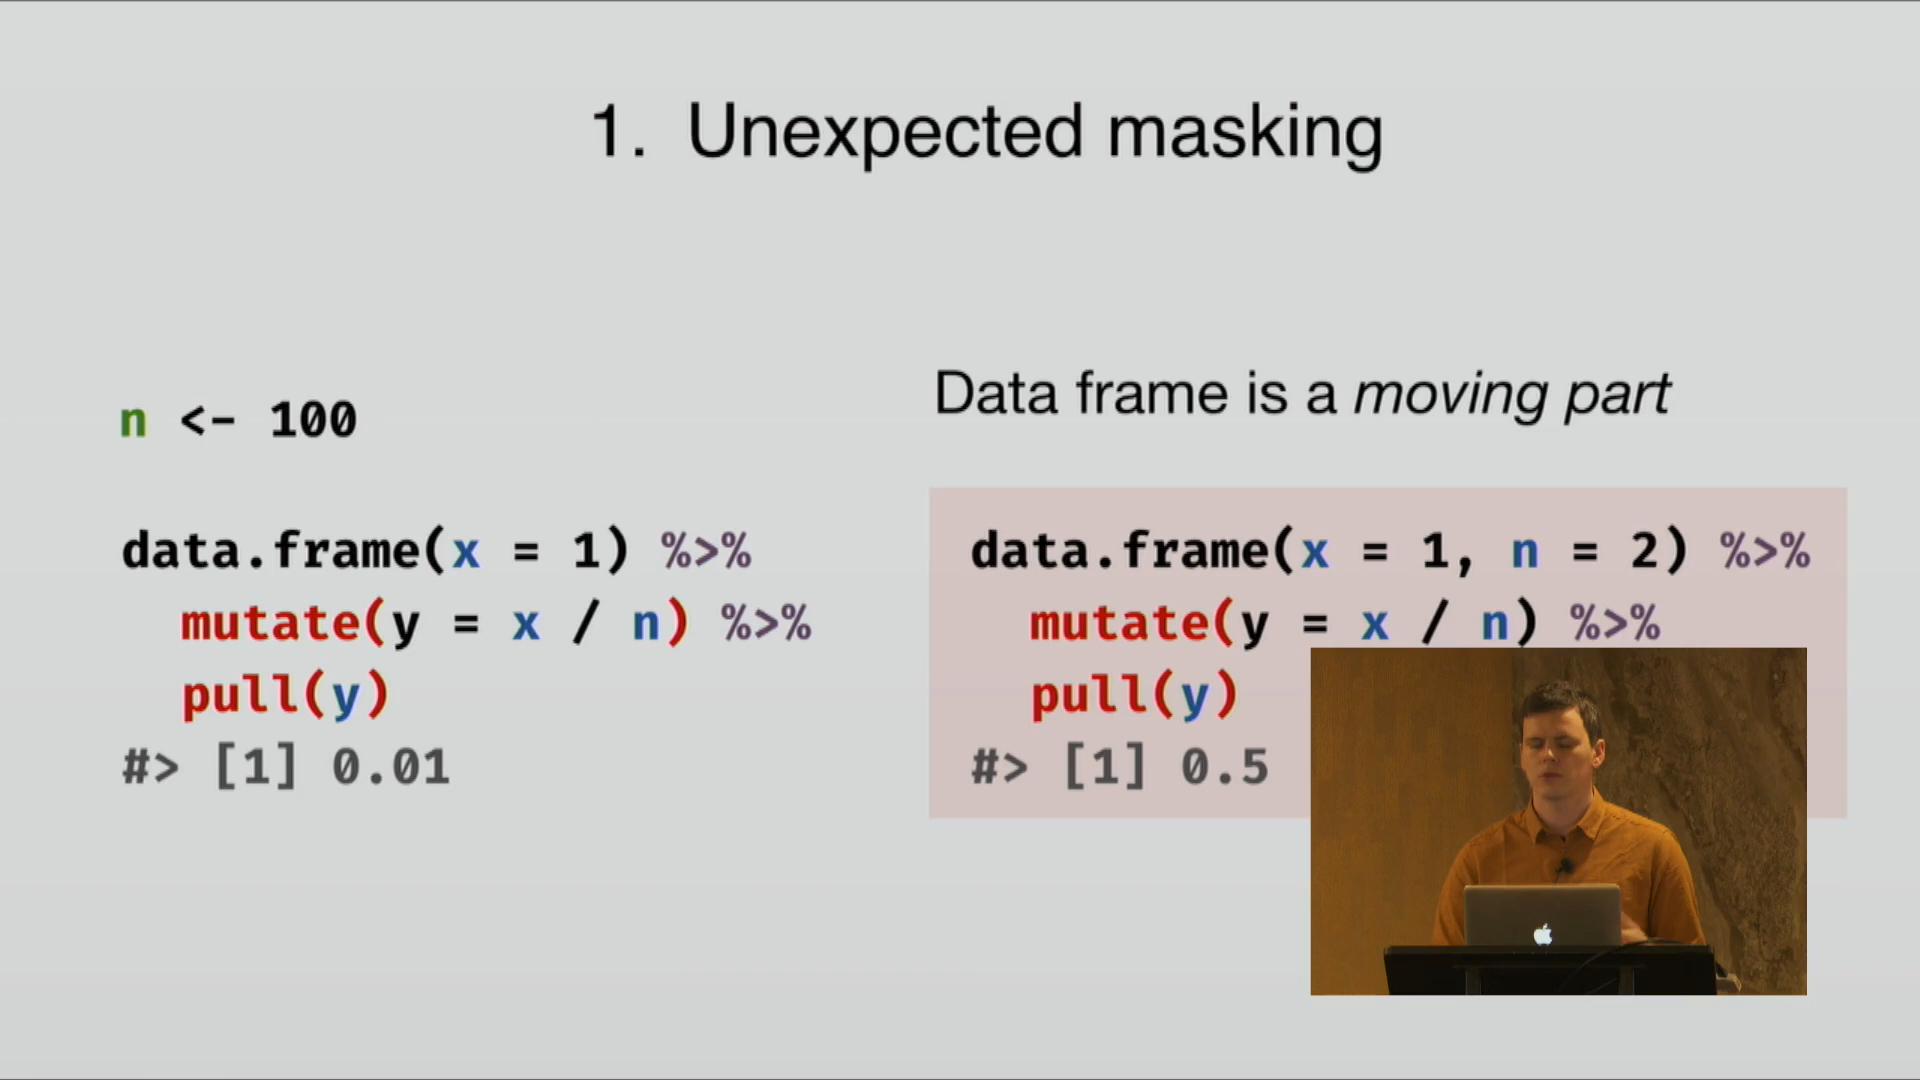 1. Unexpected masking
n <- 100
data.frame(x = 1) %>%
mutate(y = x / n) %>%
pull(y)
#> [1] 0.01
Data frame is a moving part
data.frame(x = 1, n = 2) %>%
mutate(y = x / n) %>%
pull(y)
#> [1] 0.5